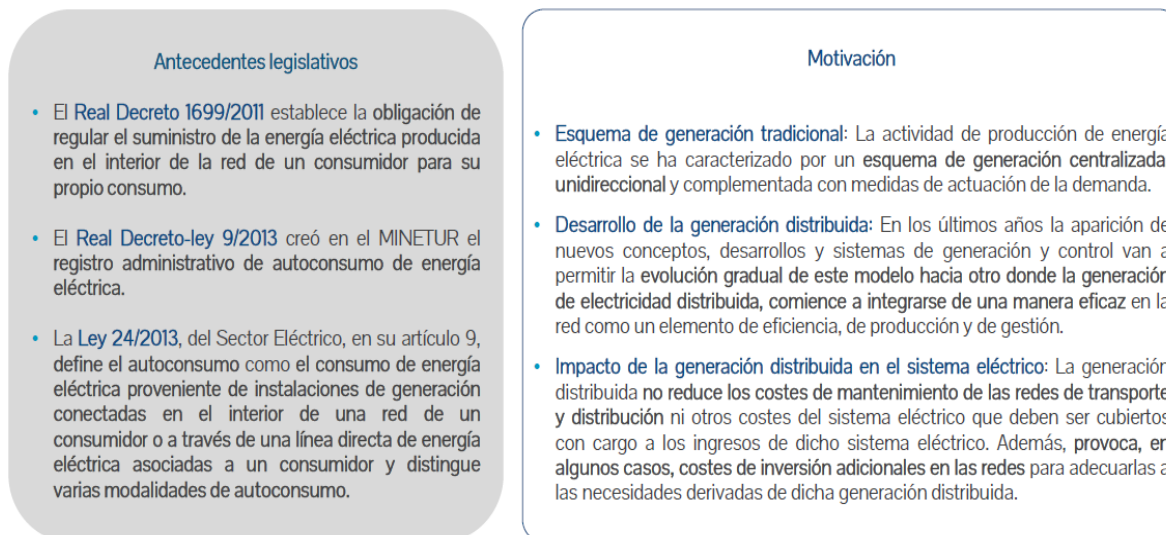 Antecedentes legislativos
• El Real Decreto 1699/2011 establece la obligación de
regular el suministro de la energía eléctrica producida
en el interior de la red de un consumidor para su
propio consumo.
• El Real Decreto-ley 9/2013 creó en el MINETUR el
registro administrativo de autoconsumo de energía
eléctrica.
• La Ley 24/2013, del Sector Eléctrico, en su artículo 9,
define el autoconsumo como el consumo de energía
eléctrica proveniente de instalaciones de generación
conectadas en el interior de una red de un
consumidor o a través de una línea directa de energía
eléctrica asociadas a un consumidor y distingue
varias modalidades de autoconsumo.
Motivación
• Esquema de generación tradicional: La actividad de producción de energía
eléctrica se ha caracterizado por un esquema de generación centralizada
unidireccional y complementada con medidas de actuación de la demanda.
• Desarrollo de la generación distribuida: En los últimos años la aparición de
nuevos conceptos, desarrollos y sistemas de generación y control van a
permitir la evolución gradual de este modelo hacia otro donde la generación
de electricidad distribuida, comience a integrarse de una manera eficaz en la
red como un elemento de eficiencia, de producción y de gestión.
• Impacto de la generación distribuida en el sistema eléctrico: La generación
distribuida no reduce los costes de mantenimiento de las redes de transporte
y distribución ni otros costes del sistema eléctrico que deben ser cubiertos
con cargo a los ingresos de dicho sistema eléctrico. Además, provoca, en
algunos casos, costes de inversión adicionales en las redes para adecuarlas a
las necesidades derivadas de dicha generación distribuida.